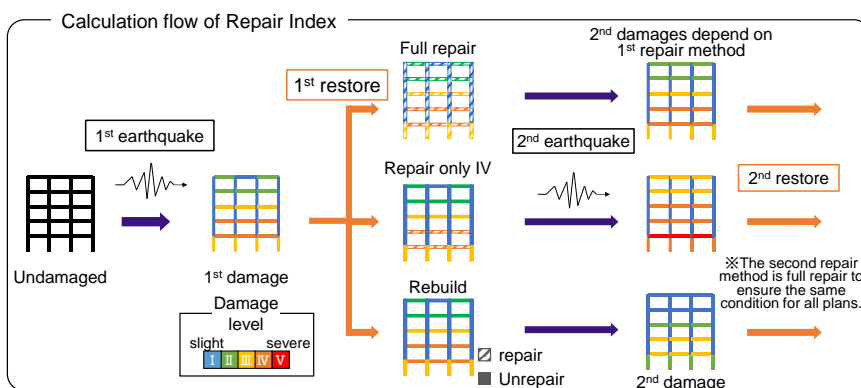 Calculation flow of Repair Index
Full repair
2nd damages depend on
1st repair method
1st restore
1st earthquake
2nd earthquake
Repair only IV
2nd restore
Undamaged
1st damage
※The second repair
method is full repair to
ensure the same
condition for all plans.
Rebuild
Damage
level
slight severe
I II III IV V
repair
Unrepair
2nd damage